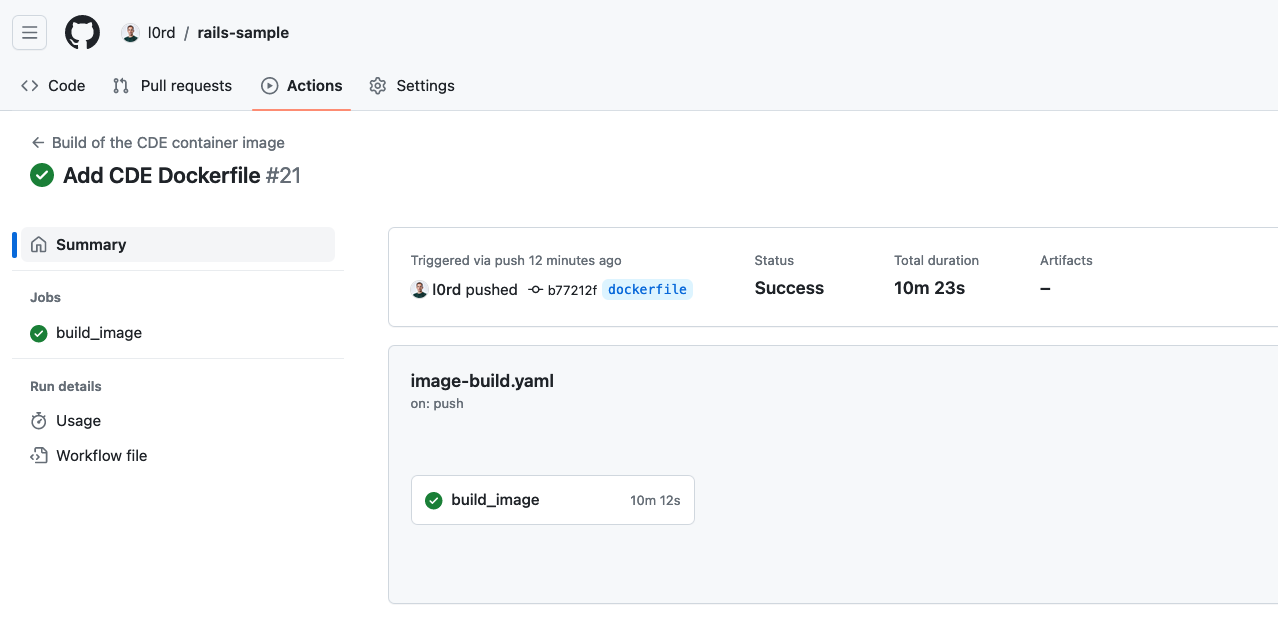 l0rd / rails-sample
Code Pull requests Actions Settings
Build of the CDE container image
Add CDE Dockerfile #21
Summary
Jobs
build_image
Run details
Usage
Workflow file
Triggered via push 12 minutes ago
l0rd pushed b77212f dockerfile
Status
Success
Total duration
10m 23s
Artifacts
–
image-build.yaml
on: push
build_image 10m 12s